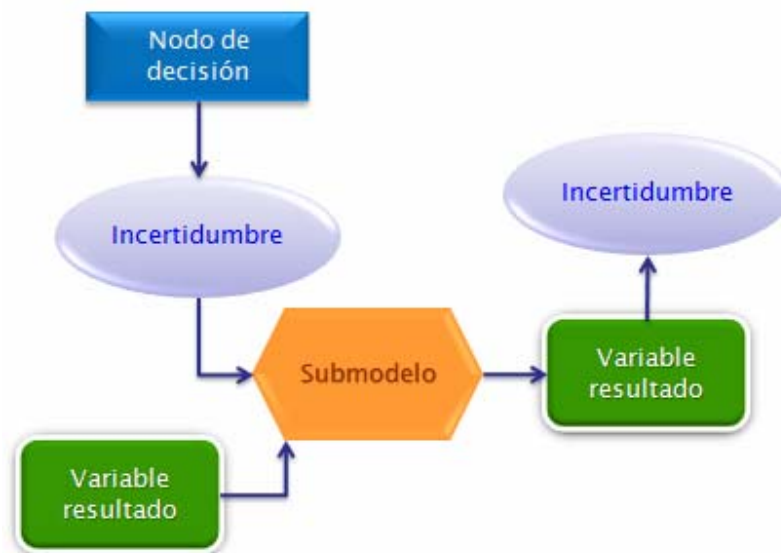 Nodo de
decisión
Incertidumbre
Incertidumbre
Submodelo
Variable
resultado
Variable
resultado